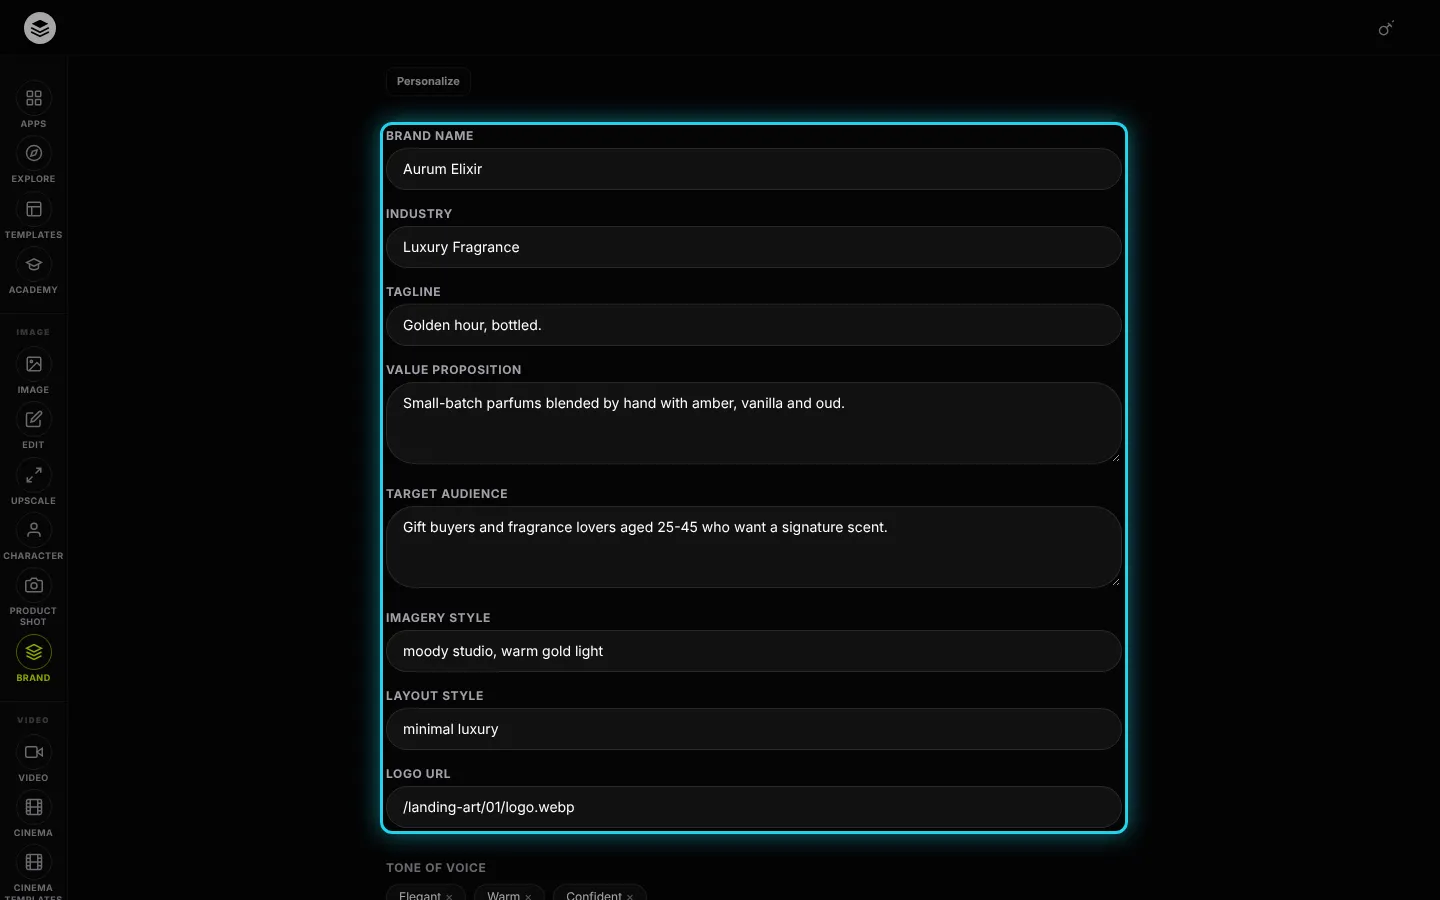 Personalize
APPS
EXPLORE
TEMPLATES
ACADEMY
IMAGE
IMAGE
EDIT
UPSCALE
CHARACTER
PRODUCT
SHOT
BRAND
VIDEO
VIDEO
CINEMA
CINEMA
TEMPLATES
BRAND NAME
Aurum Elixir
INDUSTRY
Luxury Fragrance
TAGLINE
Golden hour, bottled.
VALUE PROPOSITION
Small-batch parfums blended by hand with amber, vanilla and oud.
TARGET AUDIENCE
Gift buyers and fragrance lovers aged 25-45 who want a signature scent.
IMAGERY STYLE
moody studio, warm gold light
LAYOUT STYLE
minimal luxury
LOGO URL
/landing-art/01/logo.webp
TONE OF VOICE
Elegant × Warm × Confident ×